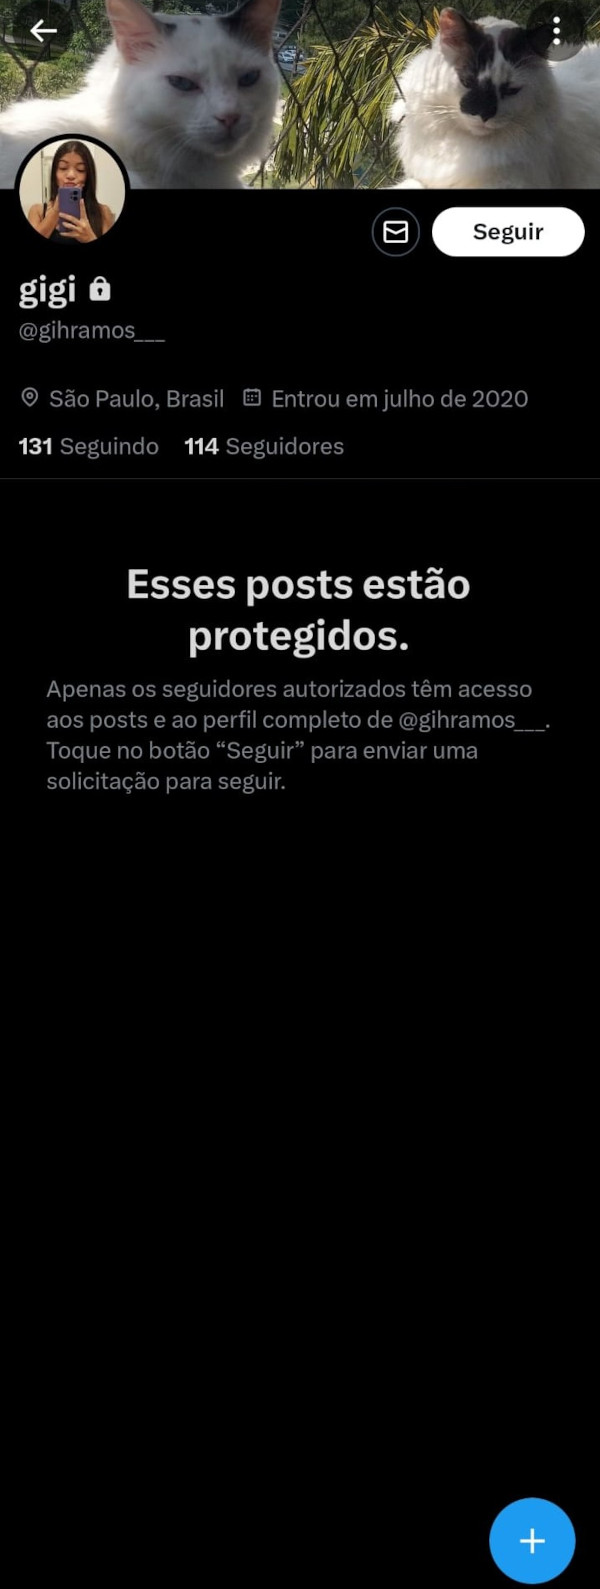 Seguir
gigi
@gihramos___
São Paulo, Brasil Entrou em julho de 2020
131 Seguindo 114 Seguidores
Esses posts estão
protegidos.
Apenas os seguidores autorizados têm acesso
aos posts e ao perfil completo de @gihramos___.
Toque no botão “Seguir” para enviar uma
solicitação para seguir.